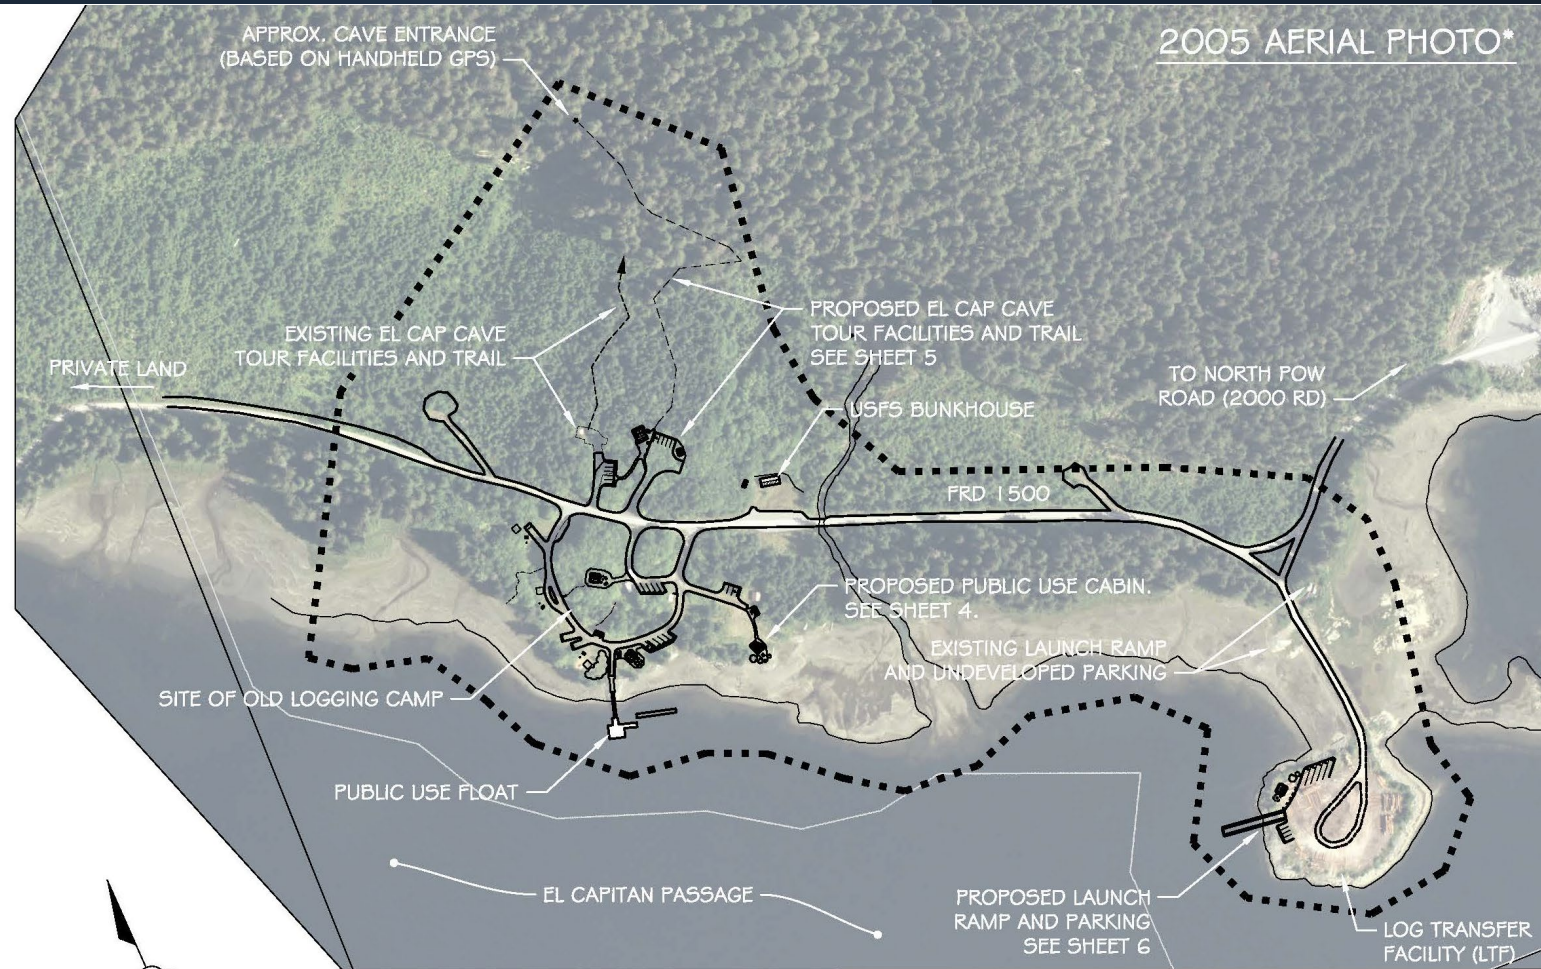 2005 AERIAL PHOTO*
APPROX. CAVE ENTRANCE
(BASED ON HANDHELD GPS)
EXISTING EL CAP CAVE
TOUR FACILITIES AND TRAIL
PROPOSED EL CAP CAVE
TOUR FACILITIES AND TRAIL
SEE SHEET 5
PRIVATE LAND
TO NORTH POW
ROAD (2000 RD)
USFS BUNKHOUSE
FRD 1500
PROPOSED PUBLIC USE CABIN.
SEE SHEET 4.
EXISTING LAUNCH RAMP
AND UNDEVELOPED PARKING
SITE OF OLD LOGGING CAMP
PUBLIC USE FLOAT
EL CAPITAN PASSAGE
PROPOSED LAUNCH
RAMP AND PARKING
SEE SHEET 6
LOG TRANSFER
FACILITY (LTF)